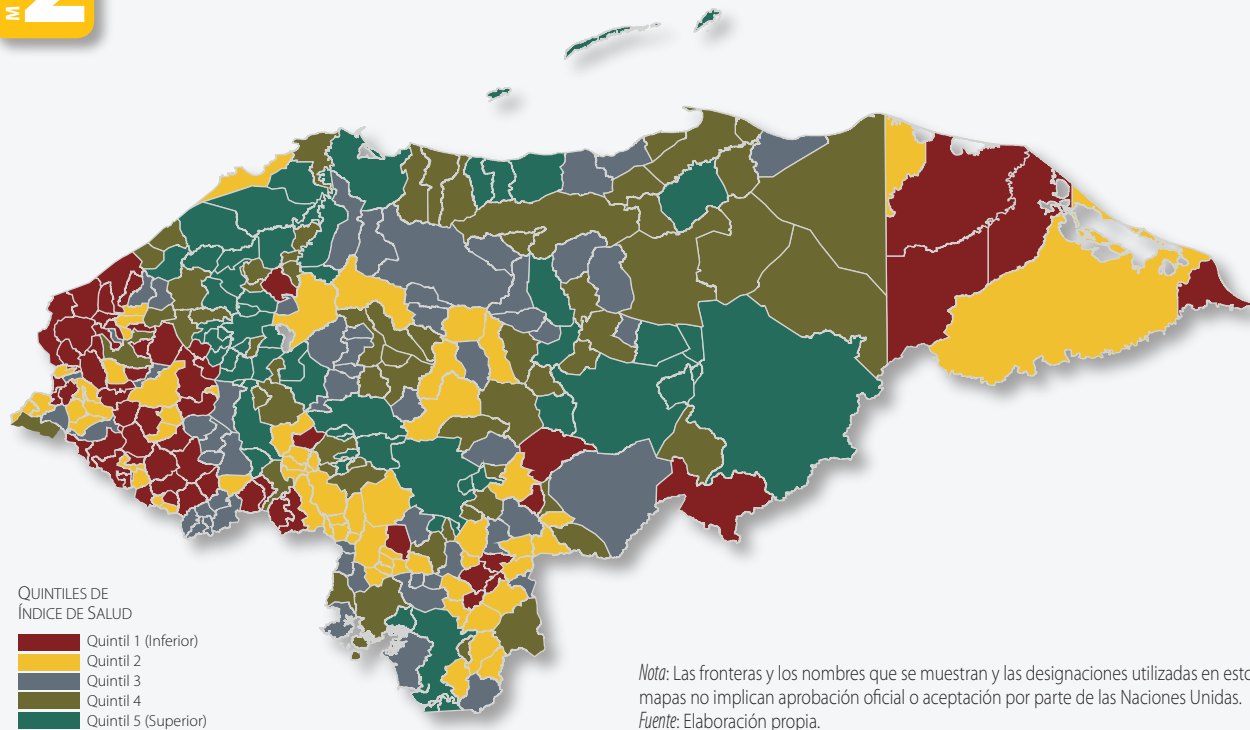 M
2
QUINTILES DE
ÍNDICE DE SALUD
Quintil 1 (Inferior)
Quintil 2
Quintil 3
Quintil 4
Quintil 5 (Superior)
Nota: Las fronteras y los nombres que se muestran y las designaciones utilizadas en esto
mapas no implican aprobación oficial o aceptación por parte de las Naciones Unidas.
Fuente: Elaboración propia.